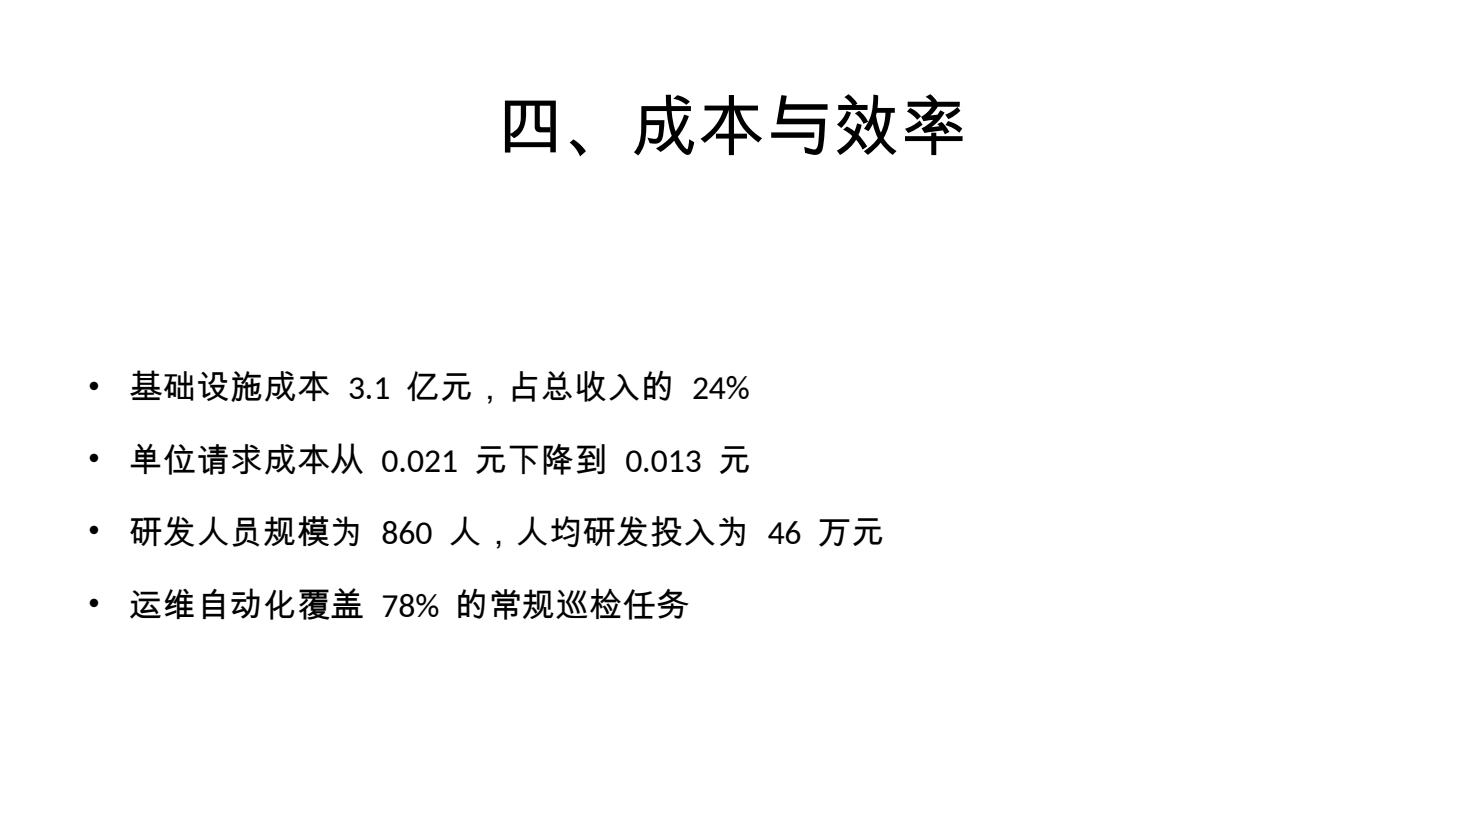 四、成本与效率
• 基础设施成本 3.1 亿元，占总收入的 24%
• 单位请求成本从 0.021 元下降到 0.013 元
• 研发人员规模为 860 人，人均研发投入为 46 万元
• 运维自动化覆盖 78% 的常规巡检任务